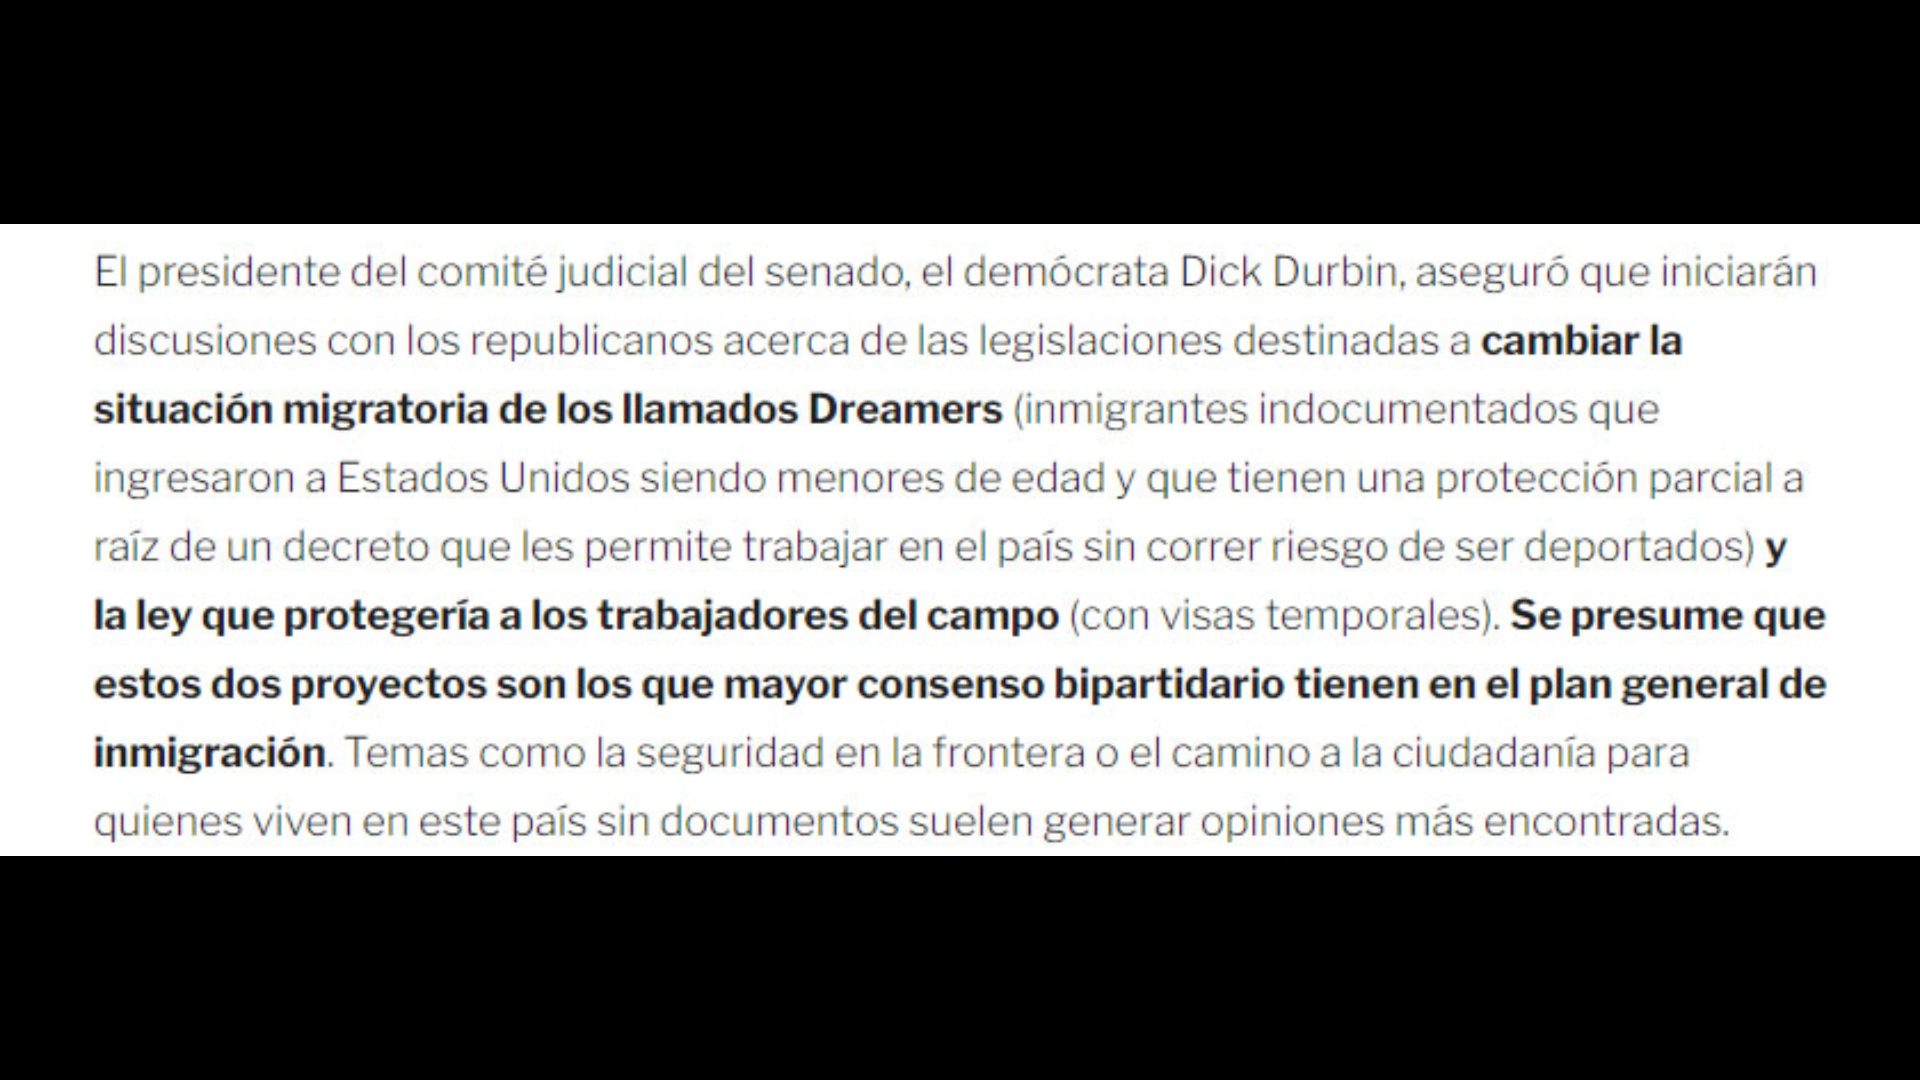 El presidente del comité judicial del senado, el demócrata Dick Durbin, aseguró que iniciarán
discusiones con los republicanos acerca de las legislaciones destinadas a cambiar la
situación migratoria de los llamados Dreamers (inmigrantes indocumentados que
ingresaron a Estados Unidos siendo menores de edad y que tienen una protección parcial a
raíz de un decreto que les permite trabajar en el país sin correr riesgo de ser deportados) y
la ley que protegería a los trabajadores del campo (con visas temporales). Se presume que
estos dos proyectos son los que mayor consenso bipartidario tienen en el plan general de
inmigración. Temas como la seguridad en la frontera o el camino a la ciudadanía para
quienes viven en este país sin documentos suelen generar opiniones más encontradas.